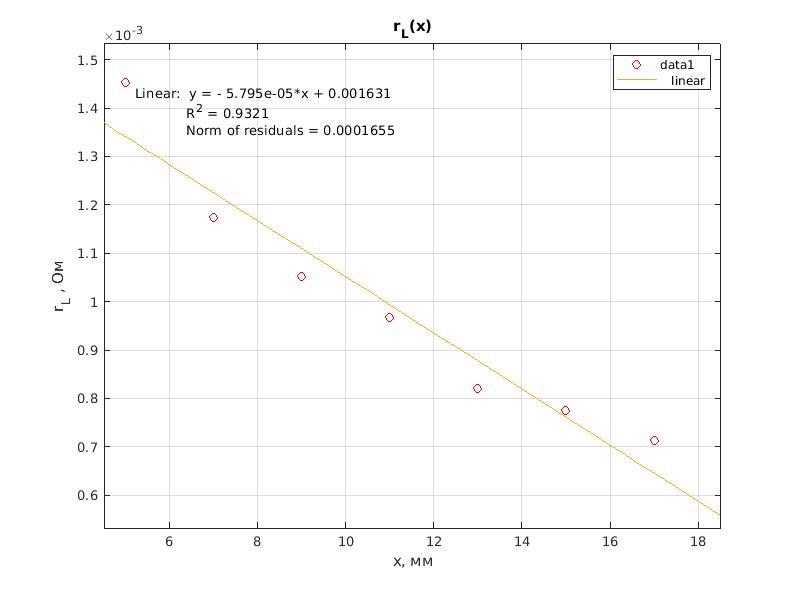 r_L(x)
×10^-3
data1
linear
Linear: y = - 5.795e-05*x + 0.001631
R^2 = 0.9321
Norm of residuals = 0.0001655
1.5
1.4
1.3
1.2
1.1
1
0.9
0.8
0.7
0.6
r_L , Ом
6 8 10 12 14 16 18
x, мм